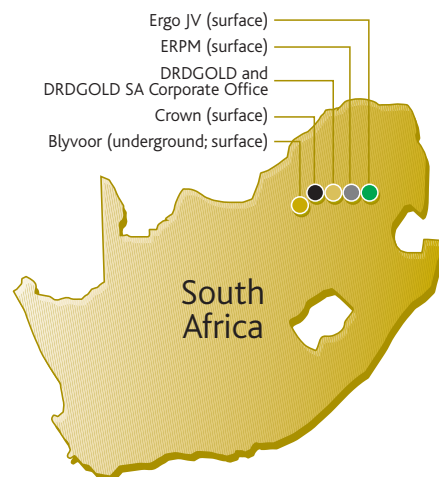 Ergo JV (surface)
ERPM (surface)
DRDGOLD and
DRDGOLD SA Corporate Office
Crown (surface)
Blyvoor (underground; surface)
South
Africa